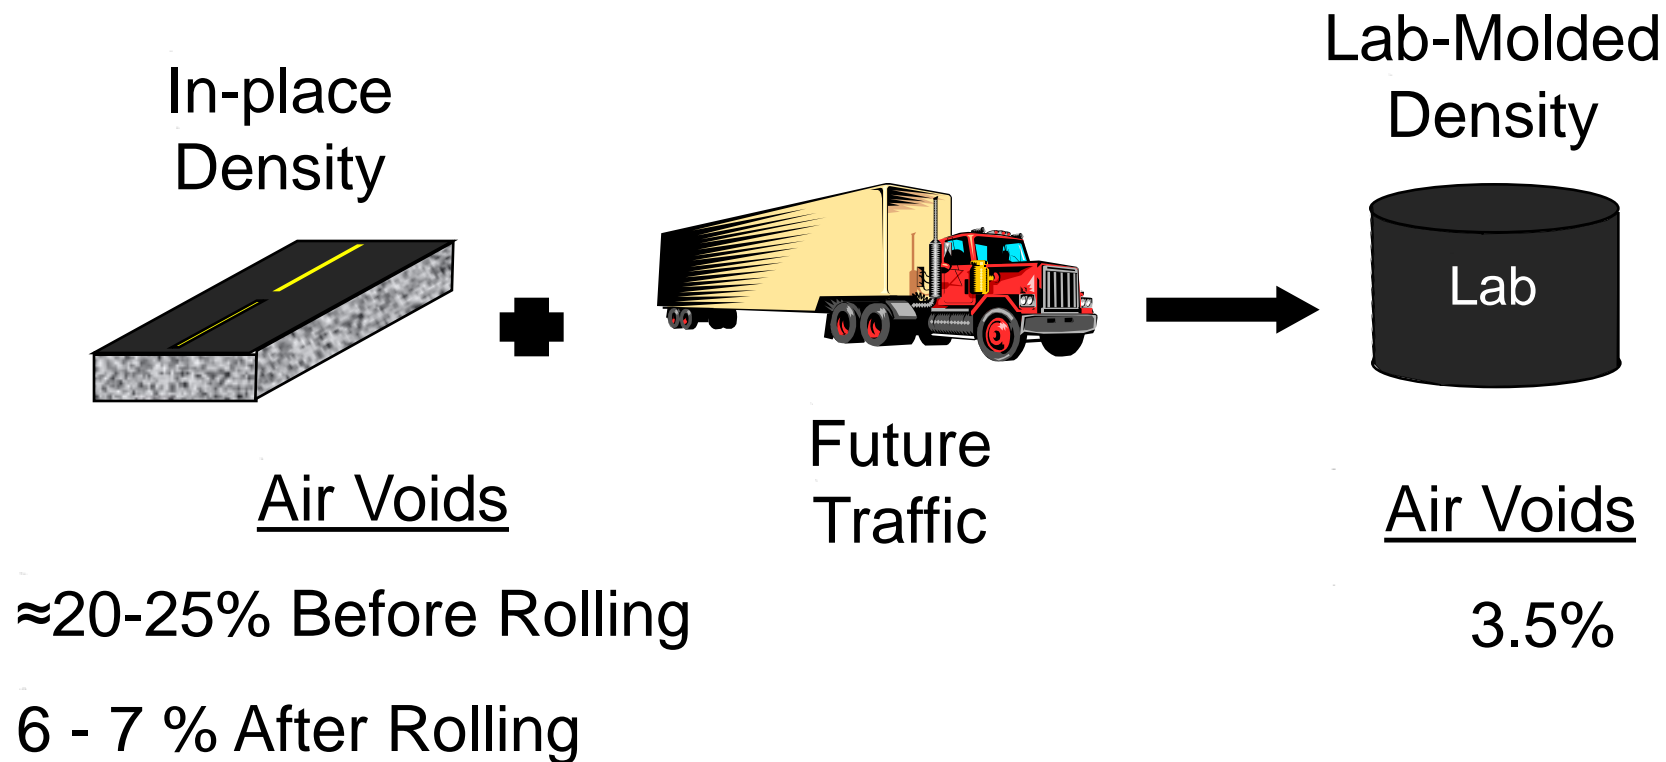 In-place
Density
Lab-Molded
Density
Lab
Future
Traffic
Air Voids
≈20-25% Before Rolling
6 - 7 % After Rolling
Air Voids
3.5%